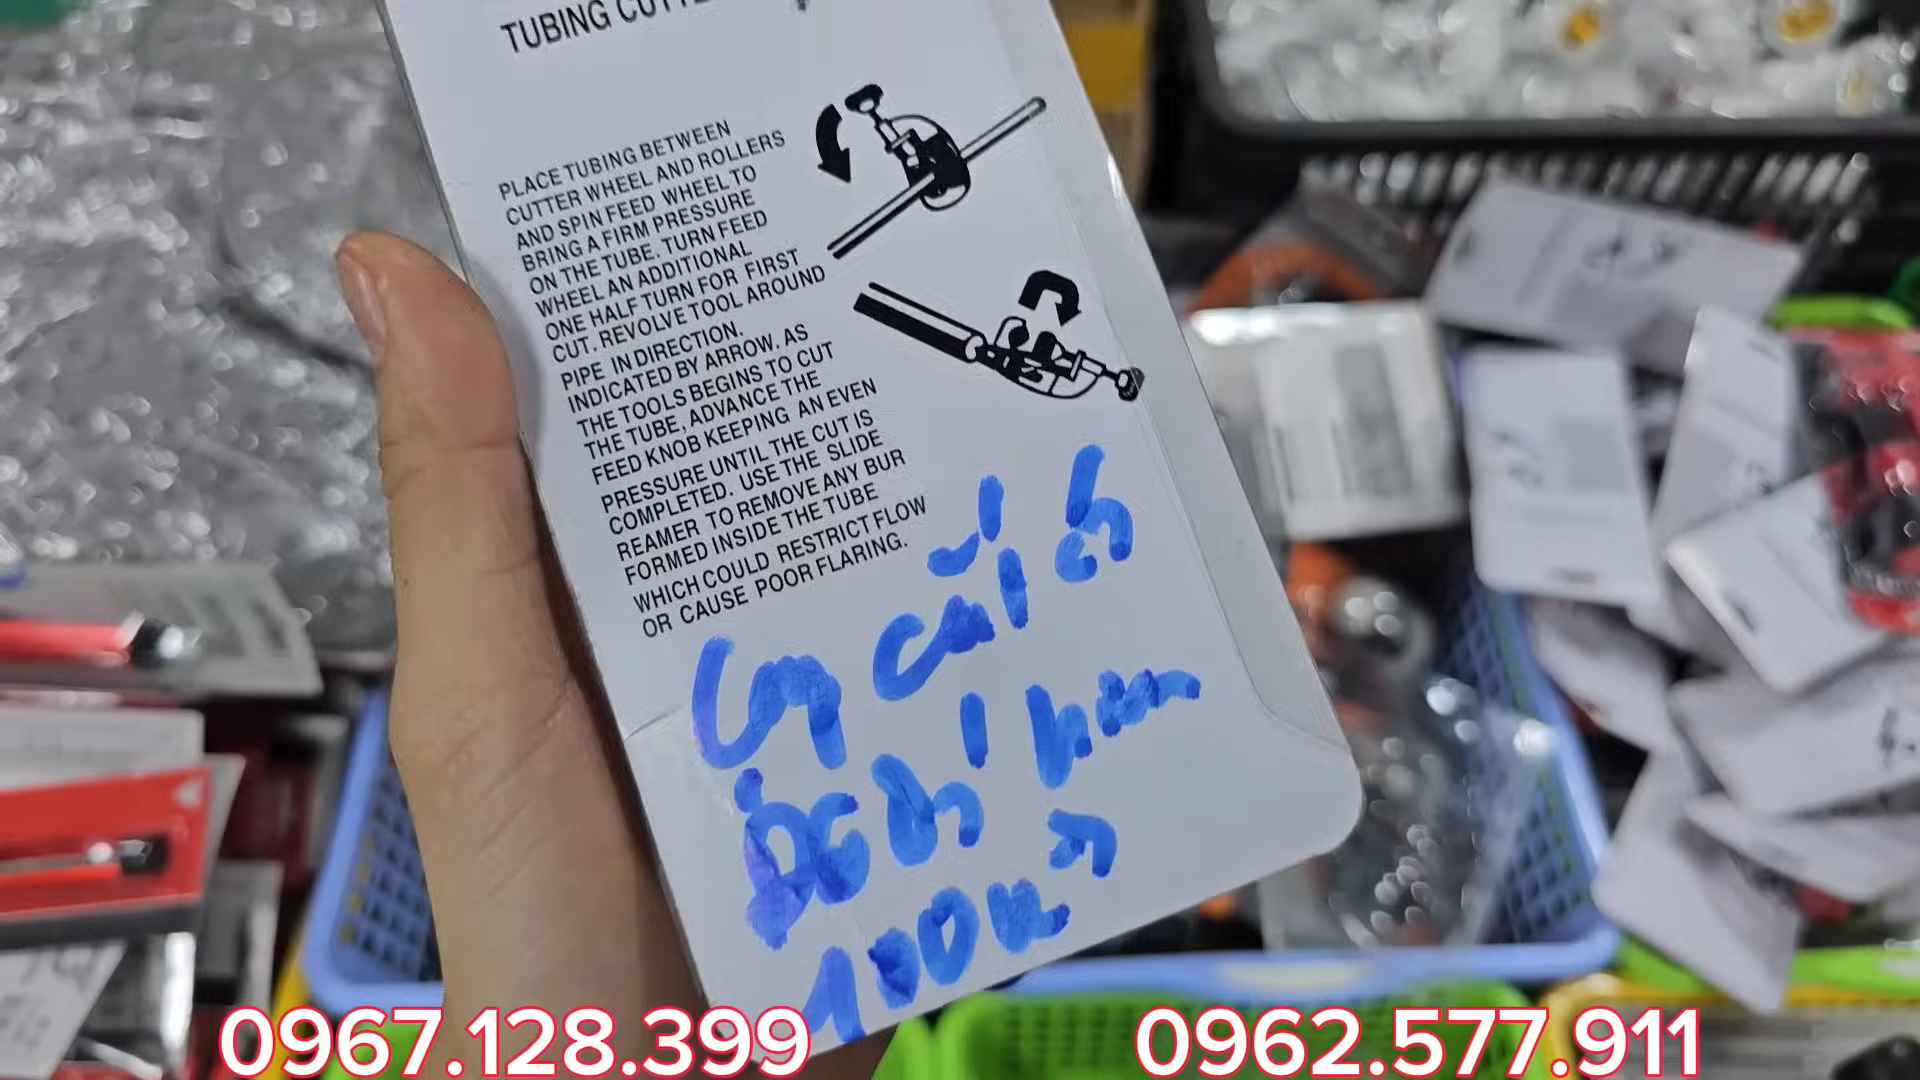 TUBING CUTTE
PLACE TUBING BETWEEN
CUTTER WHEEL AND ROLLERS
AND SPIN FEED WHEEL TO
BRING A FIRM PRESSURE
ON THE TUBE. TURN FEED
WHEEL AN ADDITIONAL
ONE HALF TURN FOR FIRST
CUT. REVOLVE TOOL AROUND
PIPE IN DIRECTION.
INDICATED BY ARROW. AS
THE TOOLS BEGINS TO CUT
THE TUBE, ADVANCE THE
FEED KNOB KEEPING AN EVEN
PRESSURE UNTIL THE CUT IS
COMPLETED. USE THE SLIDE
REAMER TO REMOVE ANY BUR
FORMED INSIDE THE TUBE
WHICH COULD RESTRICT FLOW
OR CAUSE POOR FLARING.
100K
0967.128.399
0962.577.911